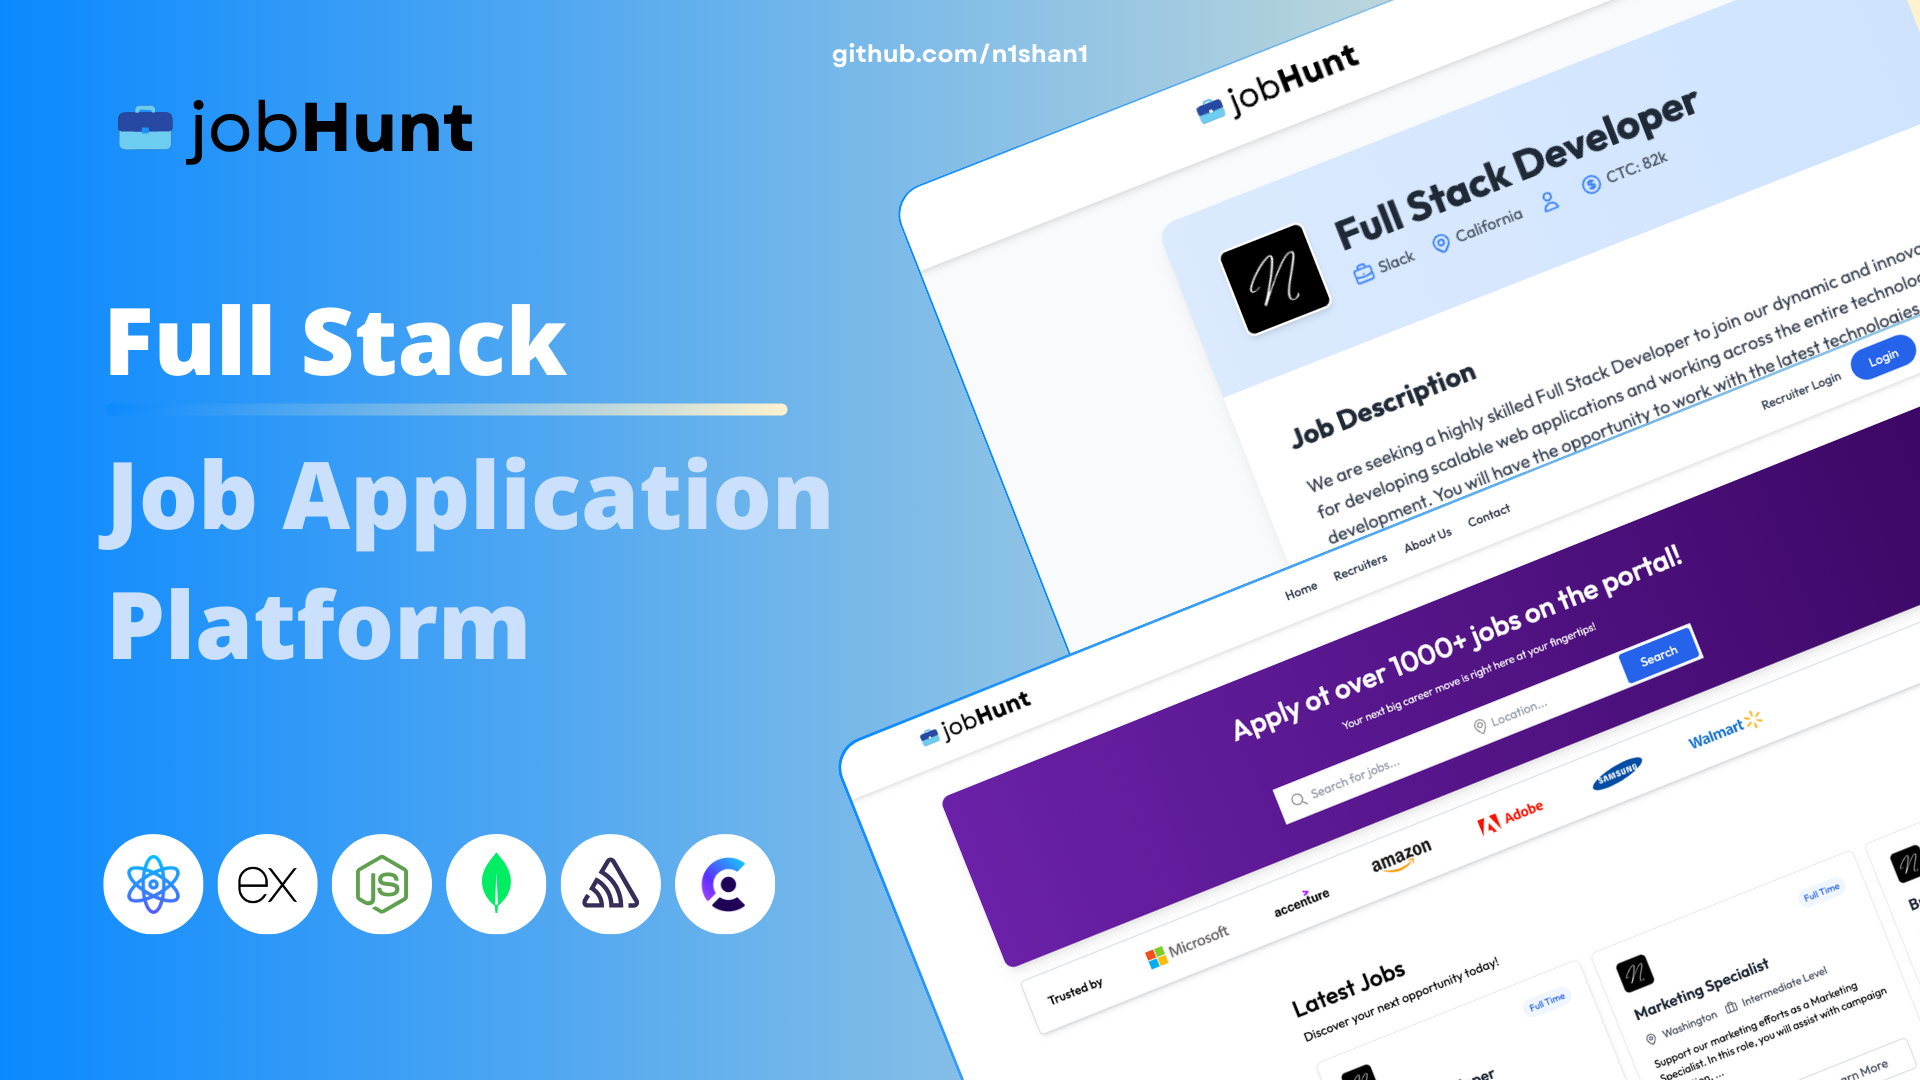 github.com/n1shan1
jobHunt
Full Stack
Job Application
Platform
ex
JS
jobHunt
Full Stack Developer
Slack
California
CTC: 82k
N
Job Description
We are seeking a highly skilled Full Stack Developer to join our dynamic and
for developing scalable web applications and working across the entire
development. You will have the opportunity to work with the latest technologies
Recruiter Login
Login
jobHunt
Home
Recruiters
About Us
Contact
Apply ot over 1000+ jobs on the portal!
Your next big career move is right here at your fingertips!
Search for jobs...
Location...
Search
Trusted by
Microsoft
accenture
amazon
Adobe
SAMSUNG
Walmart
Latest Jobs
Discover your next opportunity today!
Full Time
Full Time
N
Marketing Specialist
Washington
Intermediate Level
Support our marketing efforts as a Marketing
Specialist. In this role, you will assist with campaign
More